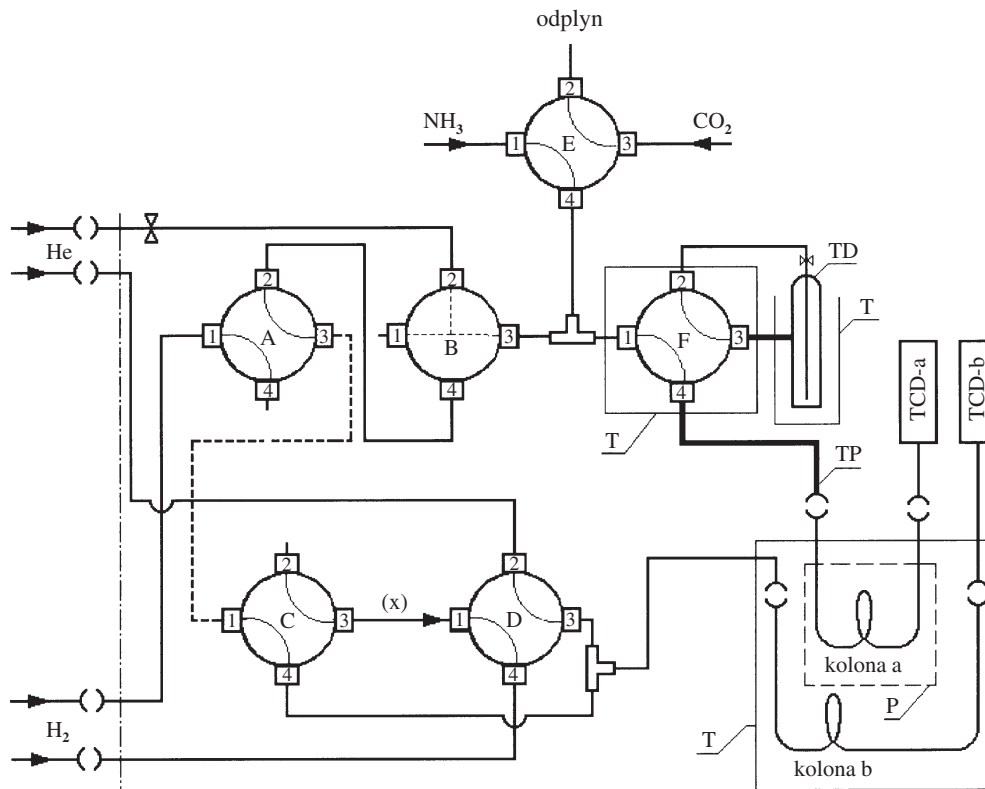 odplyn
2
NH₃
CO₂
1 E 3
4
He
2
2
2
TD
1 A 3
1 B 3
1 F 3
T
4
4
4
T
TP
TCD-a
TCD-b
2
2
1 C 3
(x)
1 D 3
4
4
kolona a
P
H₂
T
kolona b